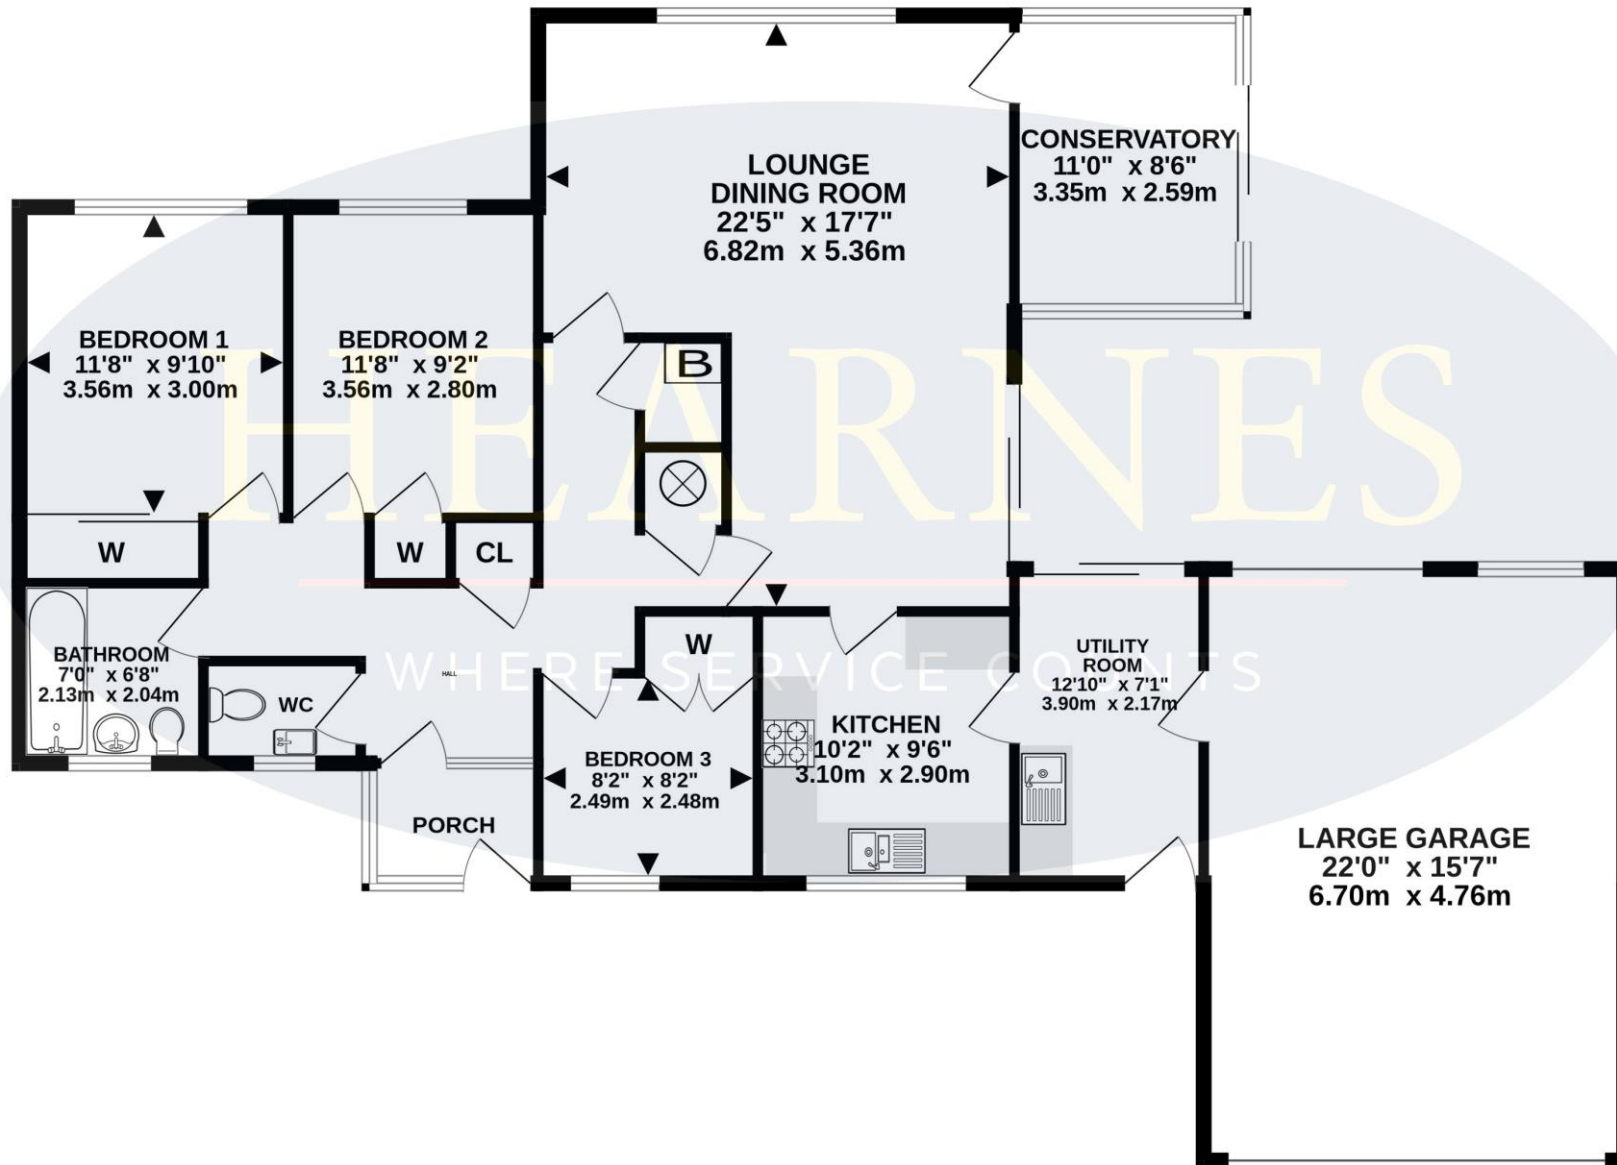 LOUNGE
DINING ROOM
22'5"  x 17'7"
6.82m  x 5.36m
CONSERVATORY
11'0"  x 8'6"
3.35m  x 2.59m
BEDROOM 1
11'8"  x 9'10"
3.56m  x 3.00m
BEDROOM 2
11'8"  x 9'2"
3.56m  x 2.80m
B
HEARNES
W
W
CL
BATHROOM
7'0"  x 6'8"
2.13m  x 2.04m
WC
HALL
W
WHERE SERVICE COUNTS
UTILITY
ROOM
12'10"  x 7'1"
3.90m  x 2.17m
KITCHEN
10'2"  x 9'6"
3.10m  x 2.90m
BEDROOM 3
8'2"  x 8'2"
2.49m  x 2.48m
PORCH
LARGE GARAGE
22'0"  x 15'7"
6.70m  x 4.76m